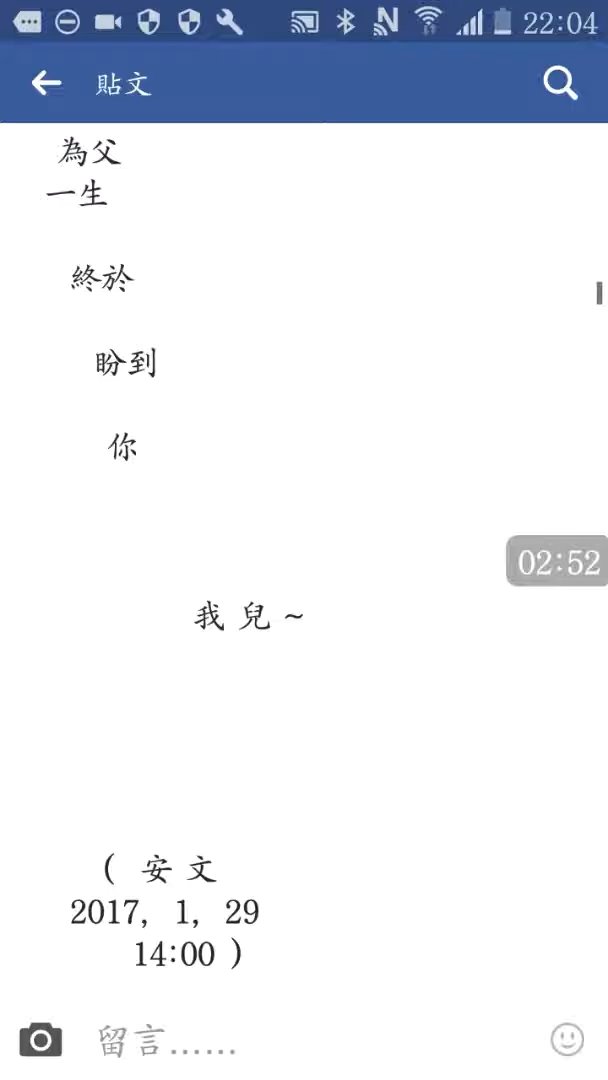 22:04
貼文
為父
一生
終於
盼到
你
02:52
我 兒 ~
( 安 文
2017, 1, 29
14:00 )
留言......